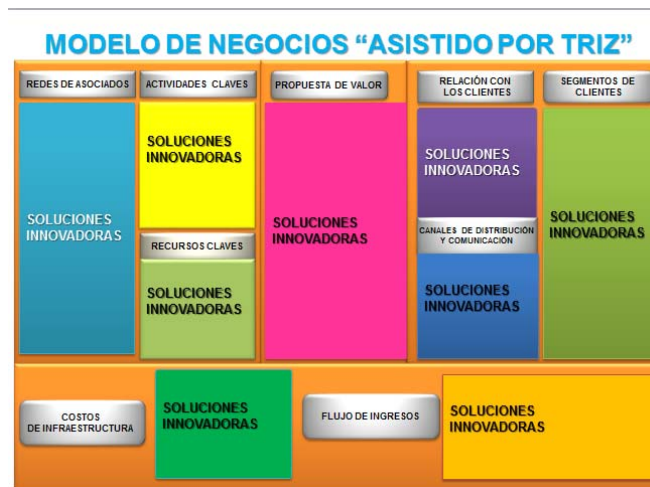 MODELO DE NEGOCIOS “ASISTIDO POR TRIZ”
REDES DE ASOCIADOS
ACTIVIDADES CLAVES
PROPUESTA DE VALOR
RELACIÓN CON
LOS CLIENTES
SEGMENTOS DE
CLIENTES
SOLUCIONES
INNOVADORAS
SOLUCIONES
INNOVADORAS
RECURSOS CLAVES
SOLUCIONES
INNOVADORAS
SOLUCIONES
INNOVADORAS
SOLUCIONES
INNOVADORAS
CANALES DE DISTRIBUCIÓN
Y COMUNICACIÓN
SOLUCIONES
INNOVADORAS
SOLUCIONES
INNOVADORAS
COSTOS
DE INFRAESTRUCTURA
SOLUCIONES
INNOVADORAS
FLUJO DE INGRESOS
SOLUCIONES
INNOVADORAS